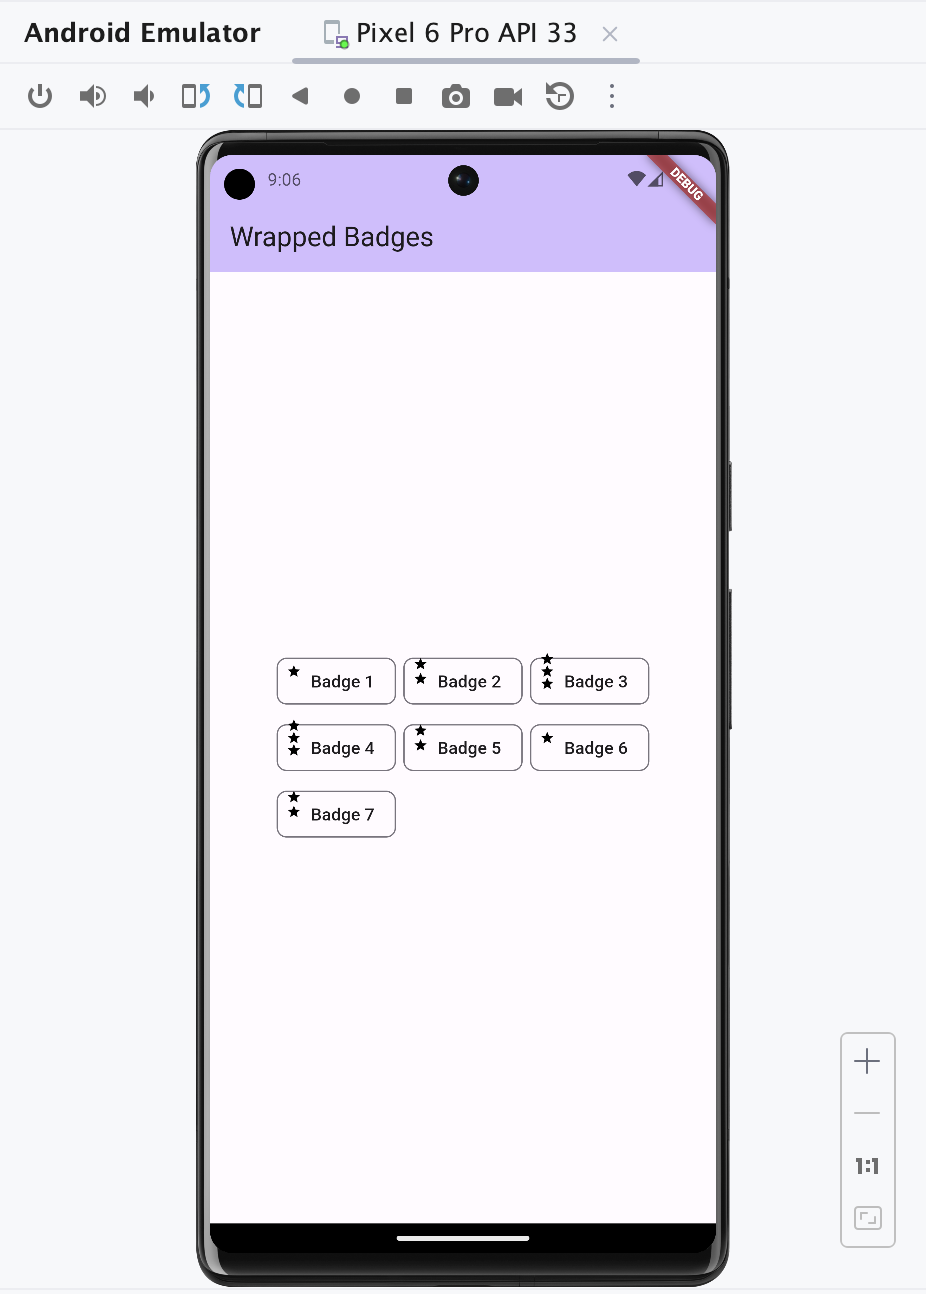 Android Emulator Pixel 6 Pro API 33
9:06
DEBUG
Wrapped Badges
Badge 1 Badge 2 Badge 3
Badge 4 Badge 5 Badge 6
Badge 7
1:1